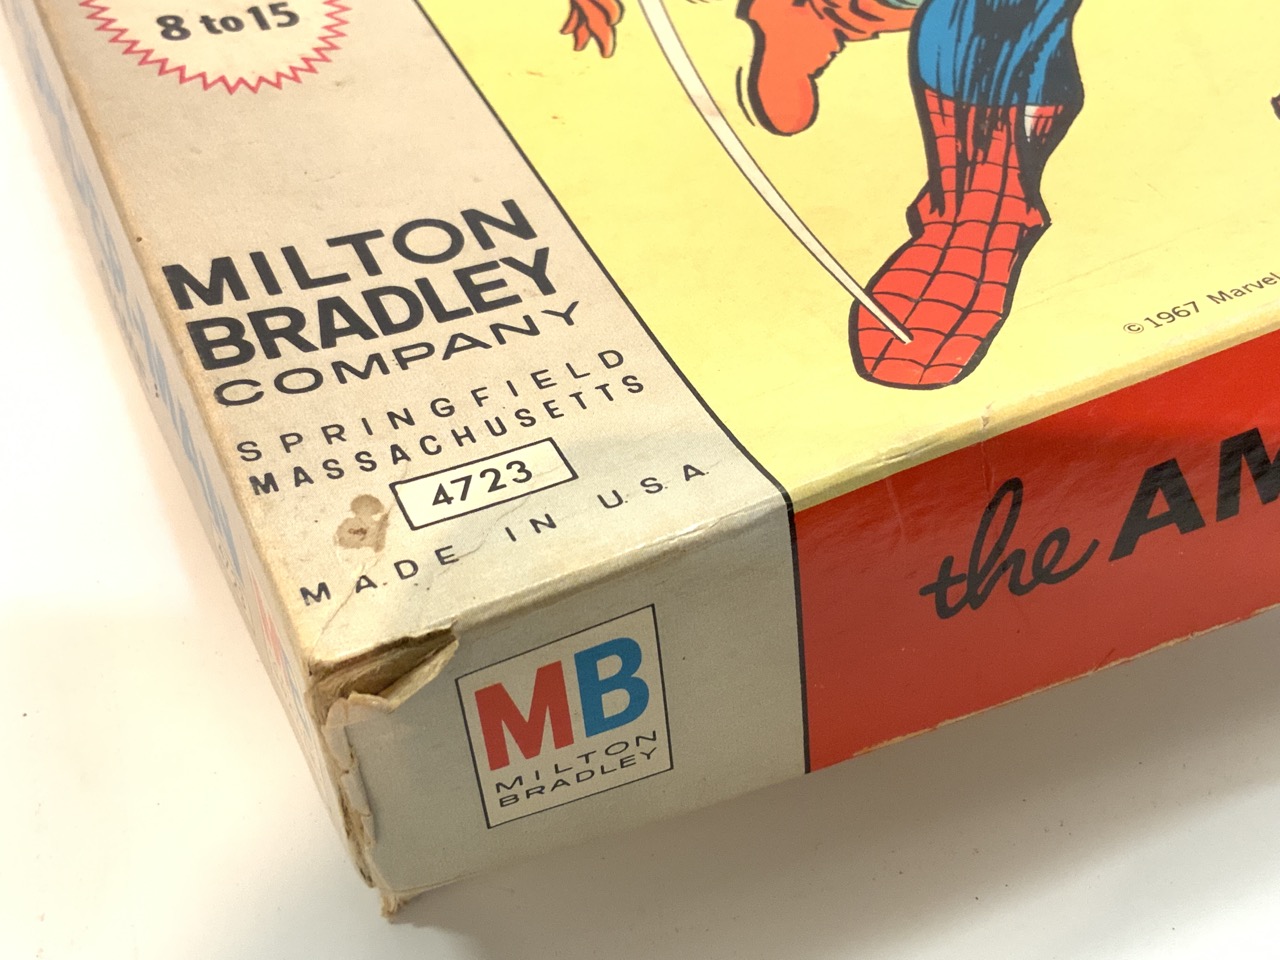 8 to 15
MILTON
BRADLEY
COMPANY
SPRINGFIELD
MASSACHUSETTS
4723
MADE IN U.S.A.
© 1967 Marvel
the AM
MB
MILTON
BRADLEY